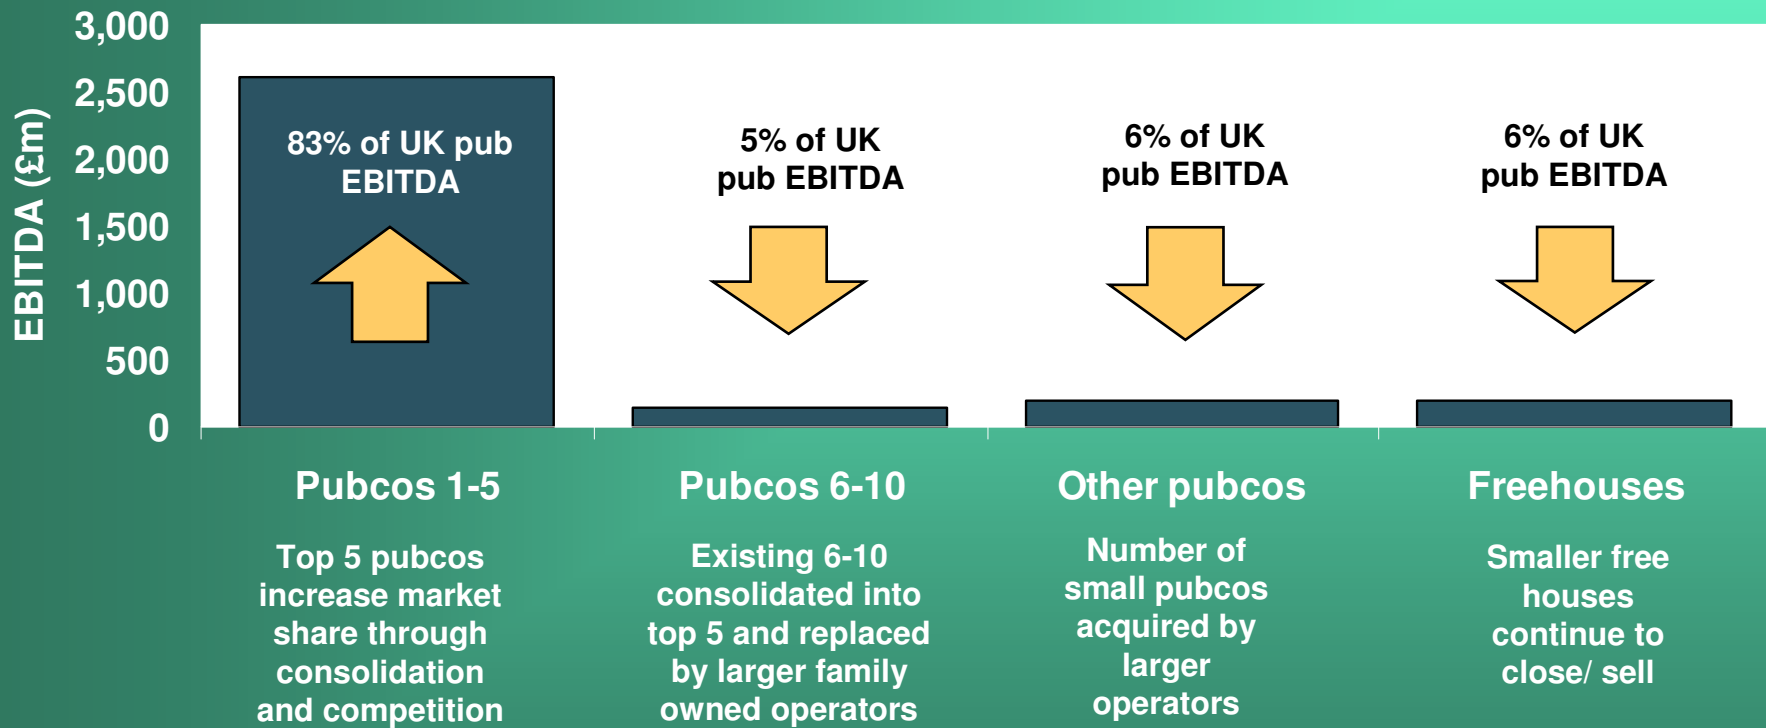 EBITDA (£m)
3,000
2,500
2,000
1,500
1,000
500
0
83% of UK pub
EBITDA
5% of UK
pub EBITDA
6% of UK
pub EBITDA
6% of UK
pub EBITDA
Pubcos 1-5
Top 5 pubcos
increase market
share through
consolidation
and competition
Pubcos 6-10
Existing 6-10
consolidated into
top 5 and replaced
by larger family
owned operators
Other pubcos
Number of
small pubcos
acquired by
larger
operators
Freehouses
Smaller free
houses
continue to
close/ sell